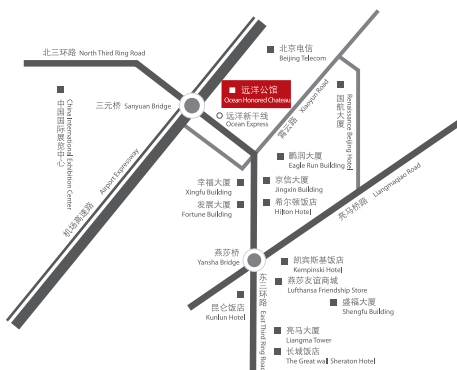 北三环路 North Third Ring Road
北京电信
Beijing Telecom
远洋公馆
Ocean Honored Chateau
三元桥 Sanyuan Bridge
远洋新干线
Ocean Express
霄云路 Xiaoyun Road
国航大厦
Renaissance Beijing Hotel
中国国际展览中心
China International Exhibition Center
机场高速路 Airport Expressway
鹏润大厦
Eagle Run Building
幸福大厦
Xingfu Building
京信大厦
Jingxin Building
发展大厦
Fortune Building
希尔顿饭店
Hilton Hotel
亮马桥路 Liangmaqiao Road
燕莎桥
Yansha Bridge
凯宾斯基饭店
Kempinski Hotel
燕莎友谊商城
Lufthansa Friendship Store
东三环路 East Third Ring Road
昆仑饭店
Kunlun Hotel
盛福大厦
Shengfu Building
亮马大厦
Liangma Tower
长城饭店
The Great wall Sheraton Hotel